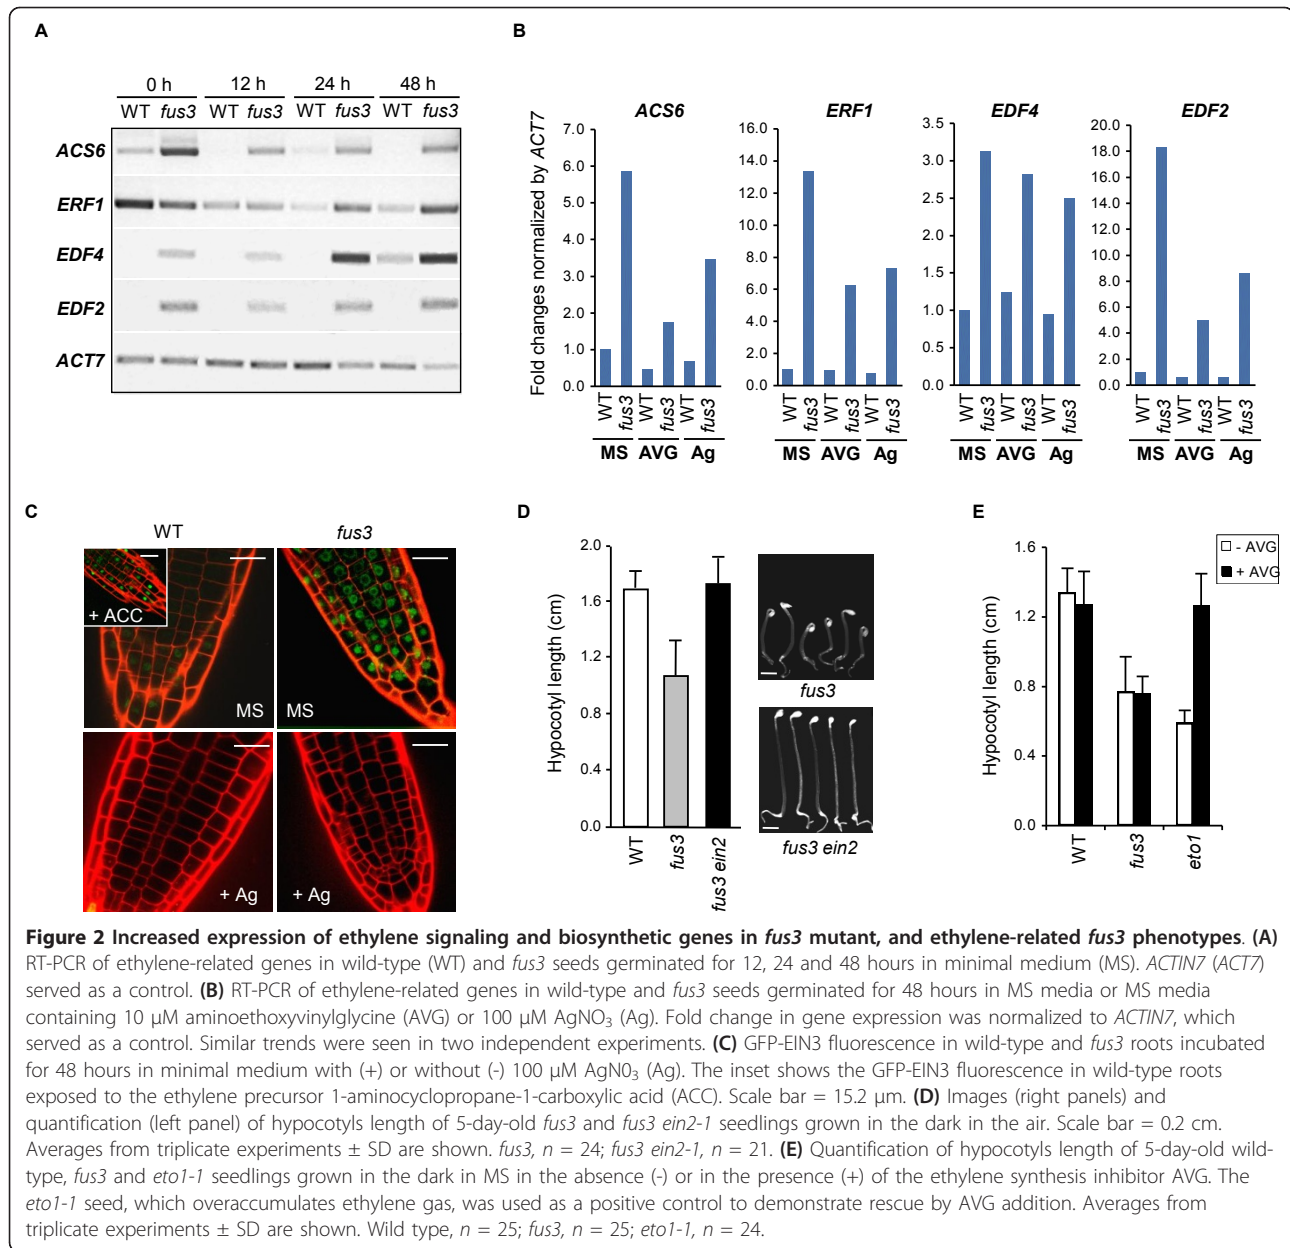 A
0 h 12 h 24 h 48 h
WT fus3 WT fus3 WT fus3 WT fus3
ACS6
ERF1
EDF4
EDF2
ACT7
B
Fold changes normalized by ACT7
ACS6
7.0
6.0
5.0
4.0
3.0
2.0
1.0
0.0
WT fus3 WT fus3 WT fus3
MS AVG Ag
ERF1
16.0
14.0
12.0
10.0
8.0
6.0
4.0
2.0
0.0
WT fus3 WT fus3 WT fus3
MS AVG Ag
EDF4
3.5
3.0
2.5
2.0
1.5
1.0
0.5
0.0
WT fus3 WT fus3 WT fus3
MS AVG Ag
EDF2
20.0
18.0
16.0
14.0
12.0
10.0
8.0
6.0
4.0
2.0
0.0
WT fus3 WT fus3 WT fus3
MS AVG Ag
C
WT fus3
+ ACC
MS
MS
+ Ag
+ Ag
D
Hypocotyl length (cm)
2.0
1.6
1.2
0.8
0.4
0.0
WT fus3 fus3 ein2
fus3
fus3 ein2
E
Hypocotyl length (cm)
1.6
1.2
0.8
0.4
0.0
- AVG
+ AVG
WT fus3 eto1
Figure 2 Increased expression of ethylene signaling and biosynthetic genes in fus3 mutant, and ethylene-related fus3 phenotypes. (A)
RT-PCR of ethylene-related genes in wild-type (WT) and fus3 seeds germinated for 12, 24 and 48 hours in minimal medium (MS). ACTIN7 (ACT7)
served as a control. (B) RT-PCR of ethylene-related genes in wild-type and fus3 seeds germinated for 48 hours in MS media or MS media
containing 10 μM aminoethoxyvinylglycine (AVG) or 100 μM AgNO₃ (Ag). Fold change in gene expression was normalized to ACTIN7, which
served as a control. Similar trends were seen in two independent experiments. (C) GFP-EIN3 fluorescence in wild-type and fus3 roots incubated
for 48 hours in minimal medium with (+) or without (-) 100 μM AgN0₃ (Ag). The inset shows the GFP-EIN3 fluorescence in wild-type roots
exposed to the ethylene precursor 1-aminocyclopropane-1-carboxylic acid (ACC). Scale bar = 15.2 μm. (D) Images (right panels) and
quantification (left panel) of hypocotyls length of 5-day-old fus3 and fus3 ein2-1 seedlings grown in the dark in the air. Scale bar = 0.2 cm.
Averages from triplicate experiments ± SD are shown. fus3, n = 24; fus3 ein2-1, n = 21. (E) Quantification of hypocotyls length of 5-day-old wild-
type, fus3 and eto1-1 seedlings grown in the dark in MS in the absence (-) or in the presence (+) of the ethylene synthesis inhibitor AVG. The
eto1-1 seed, which overaccumulates ethylene gas, was used as a positive control to demonstrate rescue by AVG addition. Averages from
triplicate experiments ± SD are shown. Wild type, n = 25; fus3, n = 25; eto1-1, n = 24.